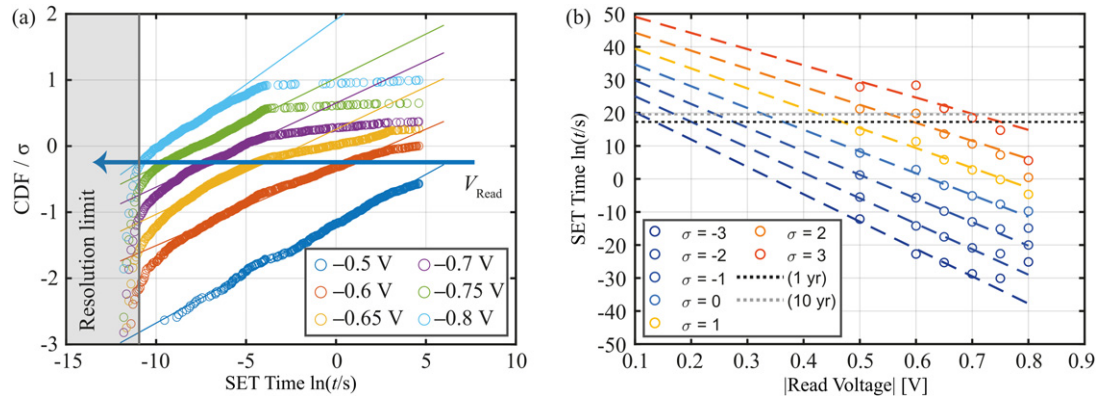 (a)
2
1
0
-1
-2
-3
CDF / σ
Resolution limit
V_Read
−0.5 V
−0.6 V
−0.65 V
−0.7 V
−0.75 V
−0.8 V
-15 -10 -5 0 5 10
SET Time ln(t/s)
(b)
50
40
30
20
10
0
-10
-20
-30
-40
-50
SET Time ln(t/s)
σ = -3
σ = -2
σ = -1
σ = 0
σ = 1
σ = 2
σ = 3
(1 yr)
(10 yr)
0.1 0.2 0.3 0.4 0.5 0.6 0.7 0.8 0.9
|Read Voltage| [V]